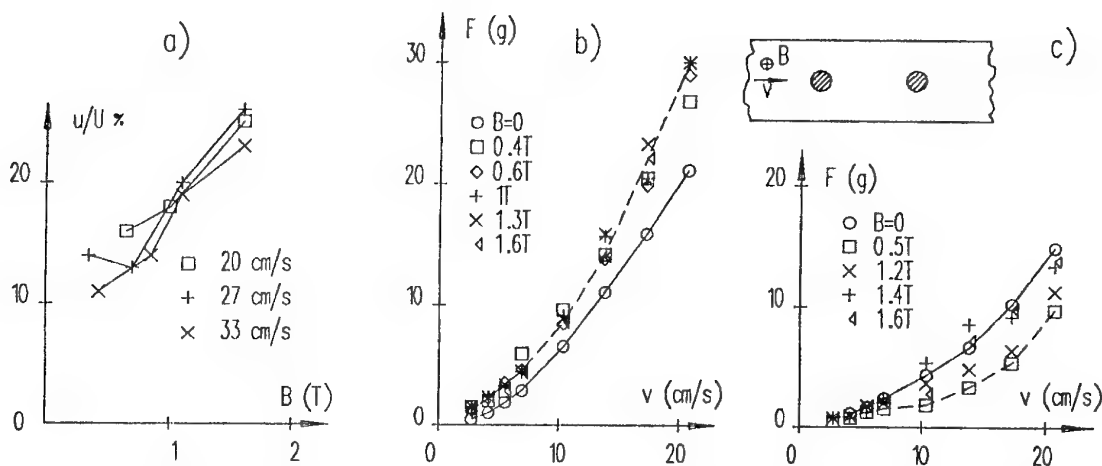 a)
u/U %
20
10
0
1
2
B (T)
□ 20 cm/s
+ 27 cm/s
× 33 cm/s
b)
F (g)
30
20
10
0
0
10
20
v (cm/s)
○ B=0
□ 0.4T
◇ 0.6T
+ 1T
× 1.3T
◁ 1.6T
c)
B
V
F (g)
20
10
0
0
10
20
v (cm/s)
○ B=0
□ 0.5T
× 1.2T
+ 1.4T
◁ 1.6T